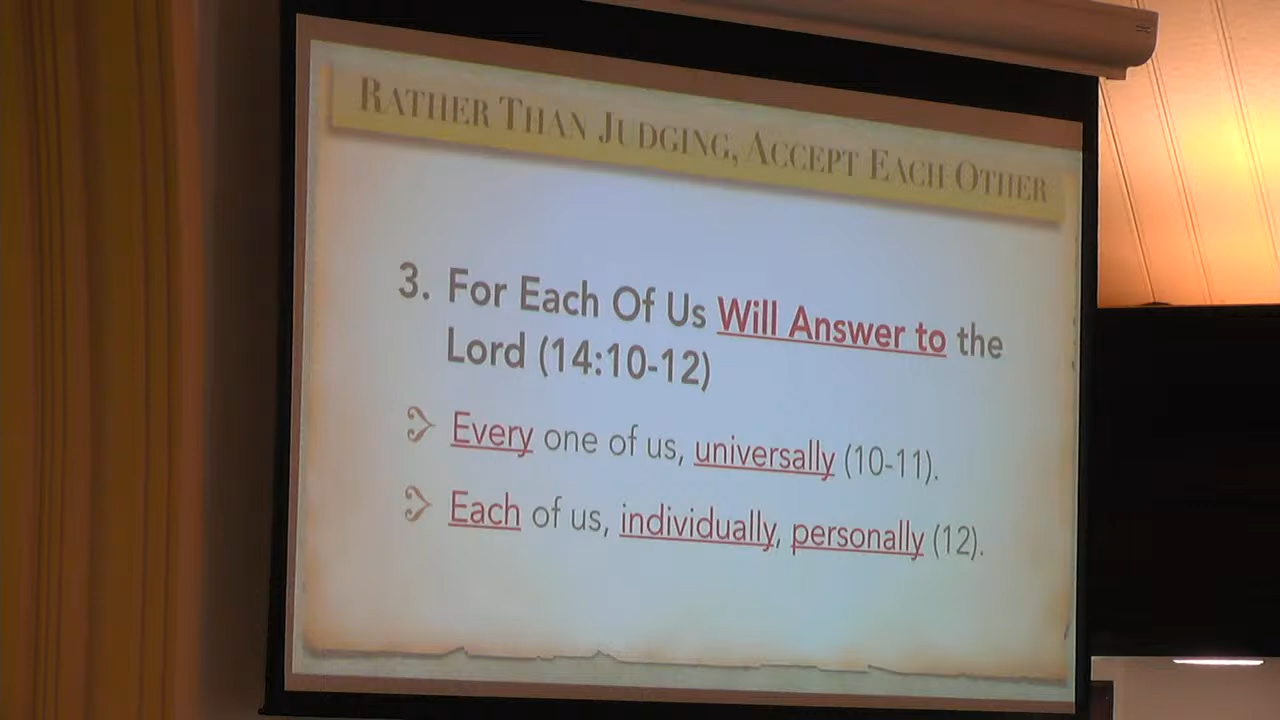 RATHER THAN JUDGING, ACCEPT EACH OTHER
3. For Each Of Us Will Answer to the
Lord (14:10-12)
Every one of us, universally (10-11).
Each of us, individually, personally (12).